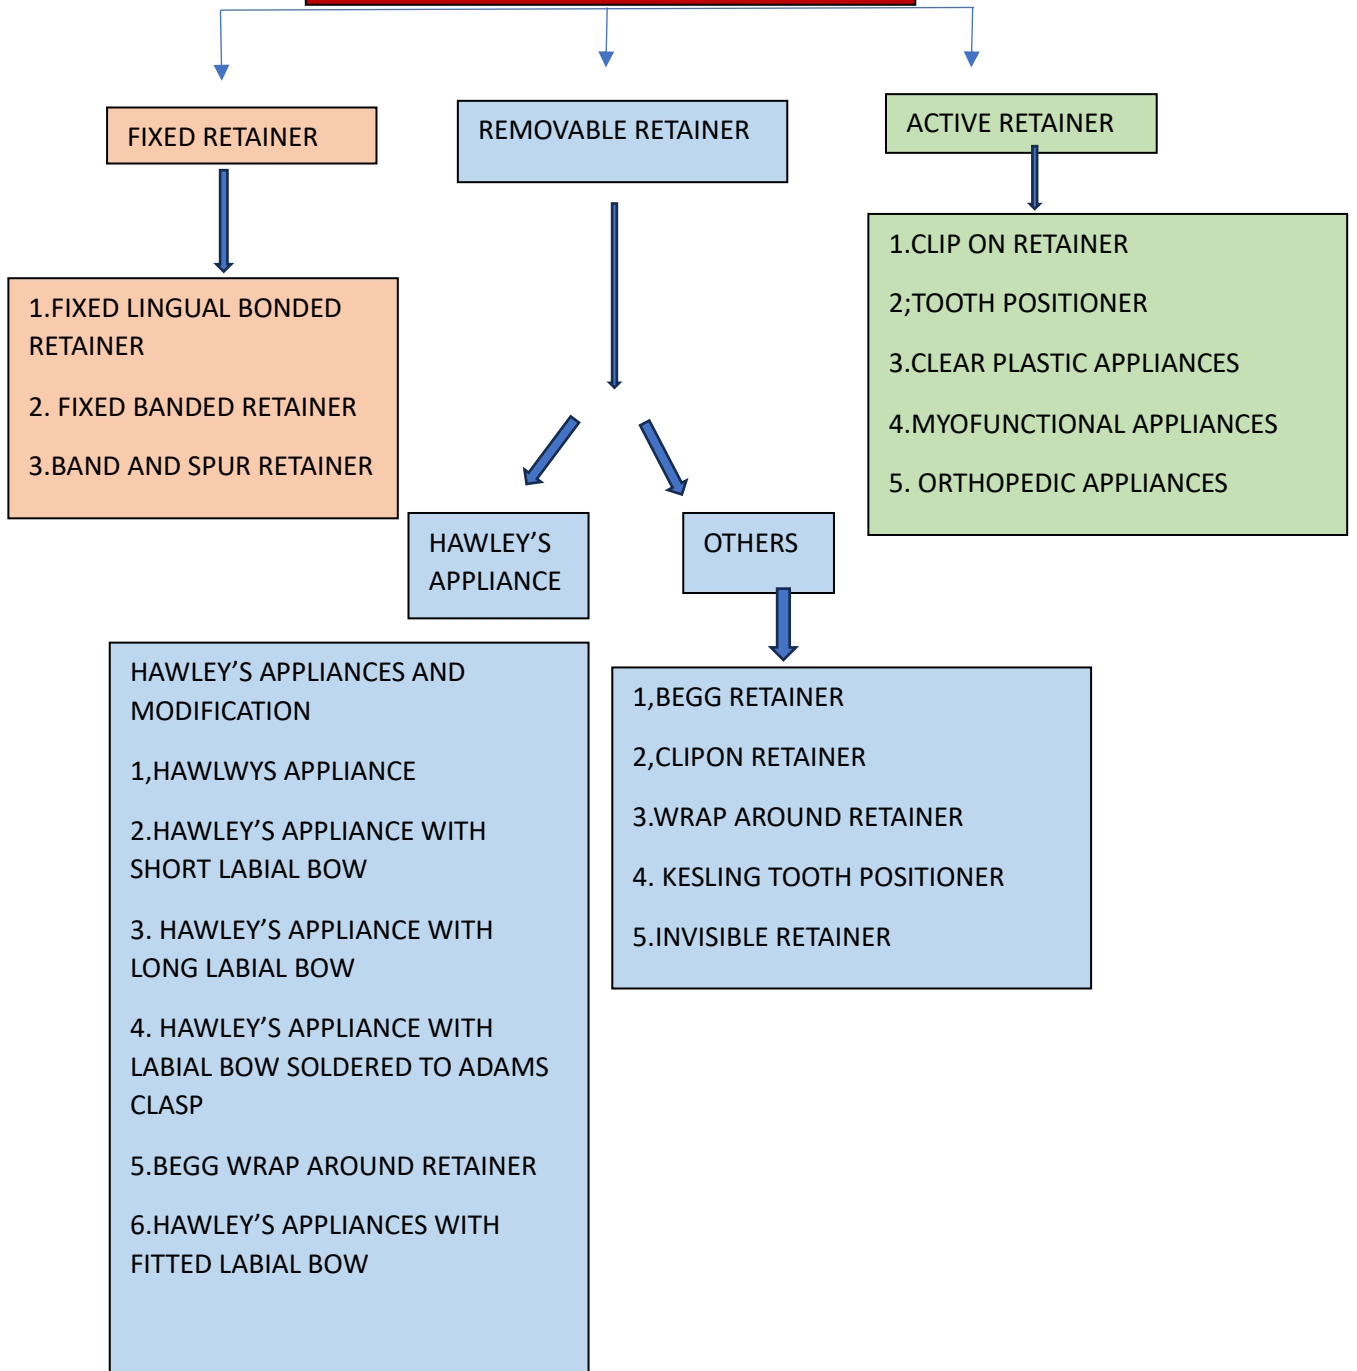 FIXED RETAINER
REMOVABLE RETAINER
ACTIVE RETAINER
1.FIXED LINGUAL BONDED
RETAINER
2. FIXED BANDED RETAINER
3.BAND AND SPUR RETAINER
1.CLIP ON RETAINER
2;TOOTH POSITIONER
3.CLEAR PLASTIC APPLIANCES
4.MYOFUNCTIONAL APPLIANCES
5. ORTHOPEDIC APPLIANCES
HAWLEY’S
APPLIANCE
OTHERS
HAWLEY’S APPLIANCES AND
MODIFICATION
1,HAWLWYS APPLIANCE
2.HAWLEY’S APPLIANCE WITH
SHORT LABIAL BOW
3. HAWLEY’S APPLIANCE WITH
LONG LABIAL BOW
4. HAWLEY’S APPLIANCE WITH
LABIAL BOW SOLDERED TO ADAMS
CLASP
5.BEGG WRAP AROUND RETAINER
6.HAWLEY’S APPLIANCES WITH
FITTED LABIAL BOW
1,BEGG RETAINER
2,CLIPON RETAINER
3.WRAP AROUND RETAINER
4. KESLING TOOTH POSITIONER
5.INVISIBLE RETAINER